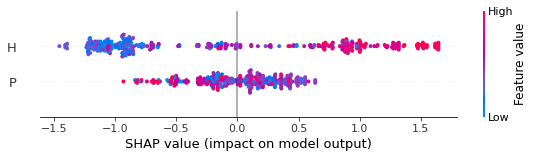 High
H
P
Feature value
Low
−1.5 −1.0 −0.5 0.0 0.5 1.0 1.5
SHAP value (impact on model output)